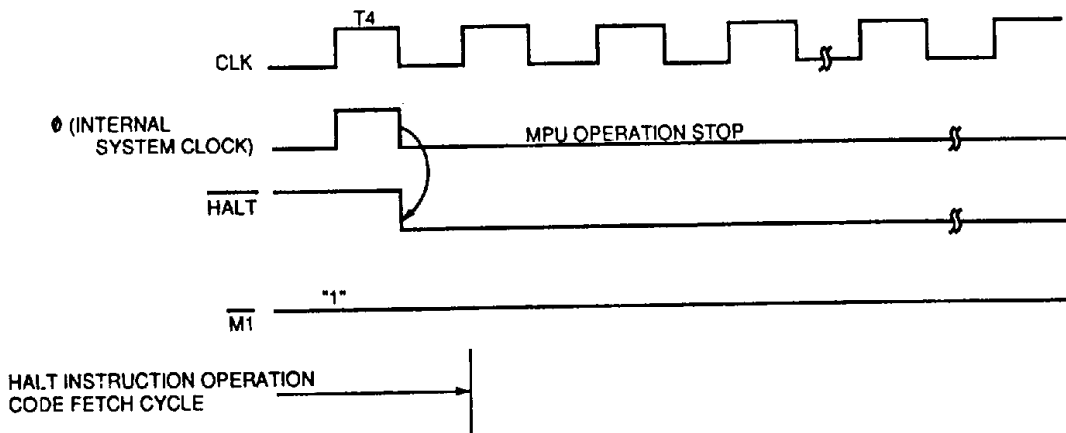 T4
CLK
φ (INTERNAL
SYSTEM CLOCK)
MPU OPERATION STOP
HALT
"1"
M1
HALT INSTRUCTION OPERATION
CODE FETCH CYCLE